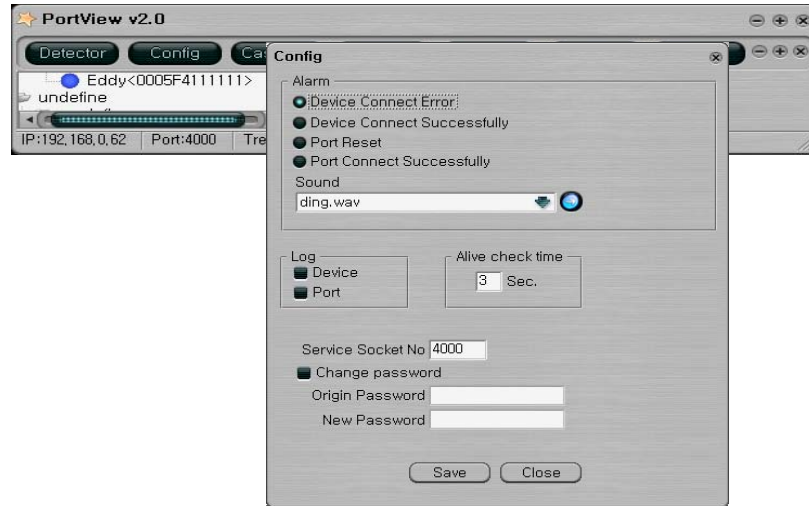 PortView v2.0
Detector Config
Eddy<0005F4111111>
undefine
IP:192,168,0,62 Port:4000
Config
Alarm
Device Connect Error
Device Connect Successfully
Port Reset
Port Connect Successfully
Sound
ding.wav
Log
Device
Port
Alive check time
3 Sec.
Service Socket No 4000
Change password
Origin Password
New Password
Save Close